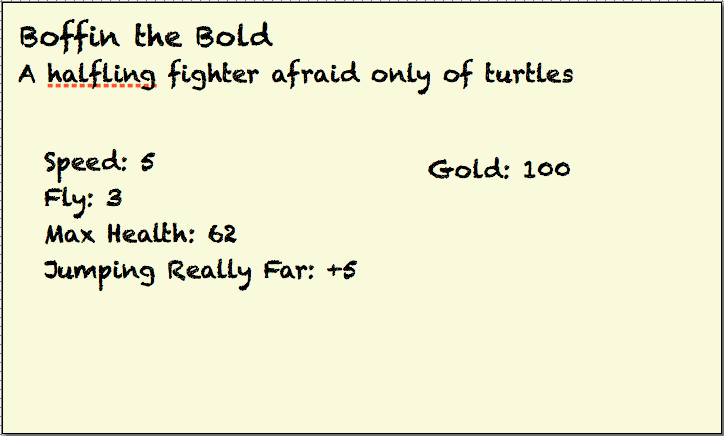 Boffin the Bold
A halfling fighter afraid only of turtles
Speed: 5
Fly: 3
Max Health: 62
Jumping Really Far: +5
Gold: 100